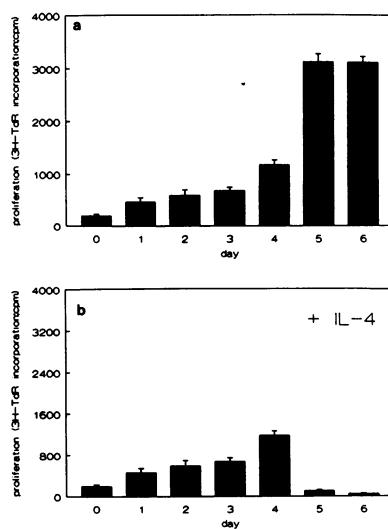 a
proliferation (3H-TdR incorporation;cpm)
4000
3000
2000
1000
0
0 1 2 3 4 5 6
day
b
+ IL-4
proliferation (3H-TdR incorporation;cpm)
4000
3200
2400
1600
800
0
0 1 2 3 4 5 6
day